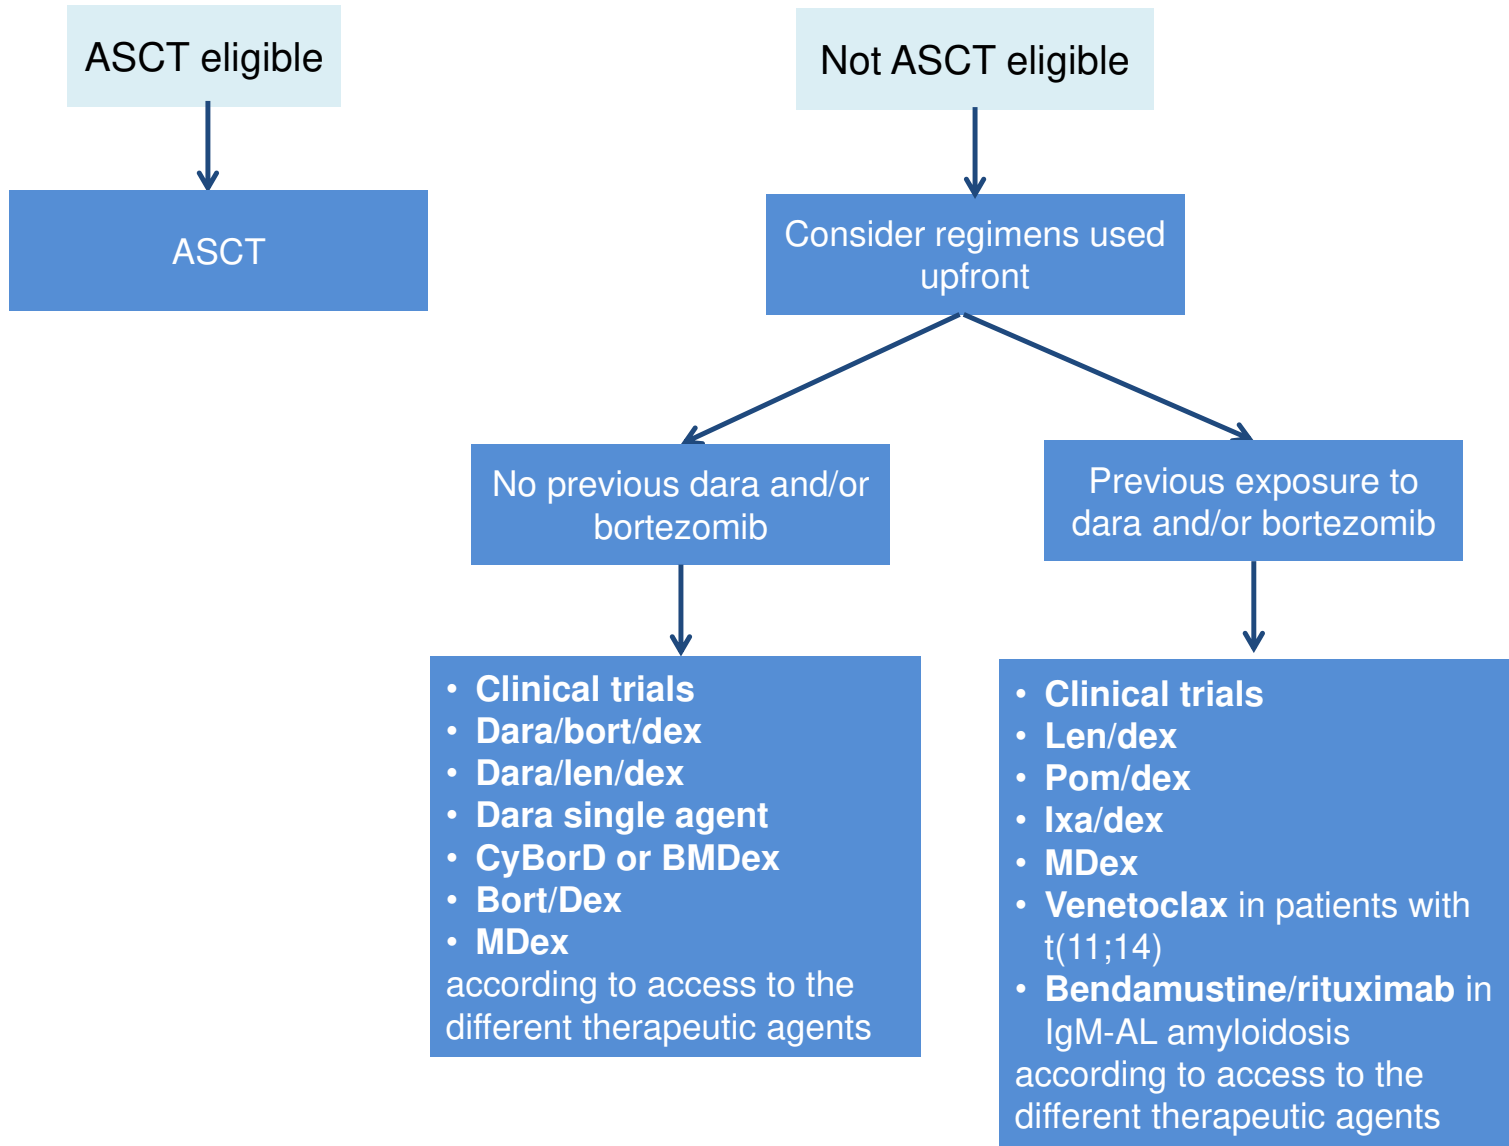 ASCT eligible
Not ASCT eligible
ASCT
Consider regimens used
upfront
No previous dara and/or
bortezomib
Previous exposure to
dara and/or bortezomib
• Clinical trials
• Dara/bort/dex
• Dara/len/dex
• Dara single agent
• CyBorD or BMDex
• Bort/Dex
• MDex
according to access to the
different therapeutic agents
• Clinical trials
• Len/dex
• Pom/dex
• Ixa/dex
• MDex
• Venetoclax in patients with
t(11;14)
• Bendamustine/rituximab in
IgM-AL amyloidosis
according to access to the
different therapeutic agents